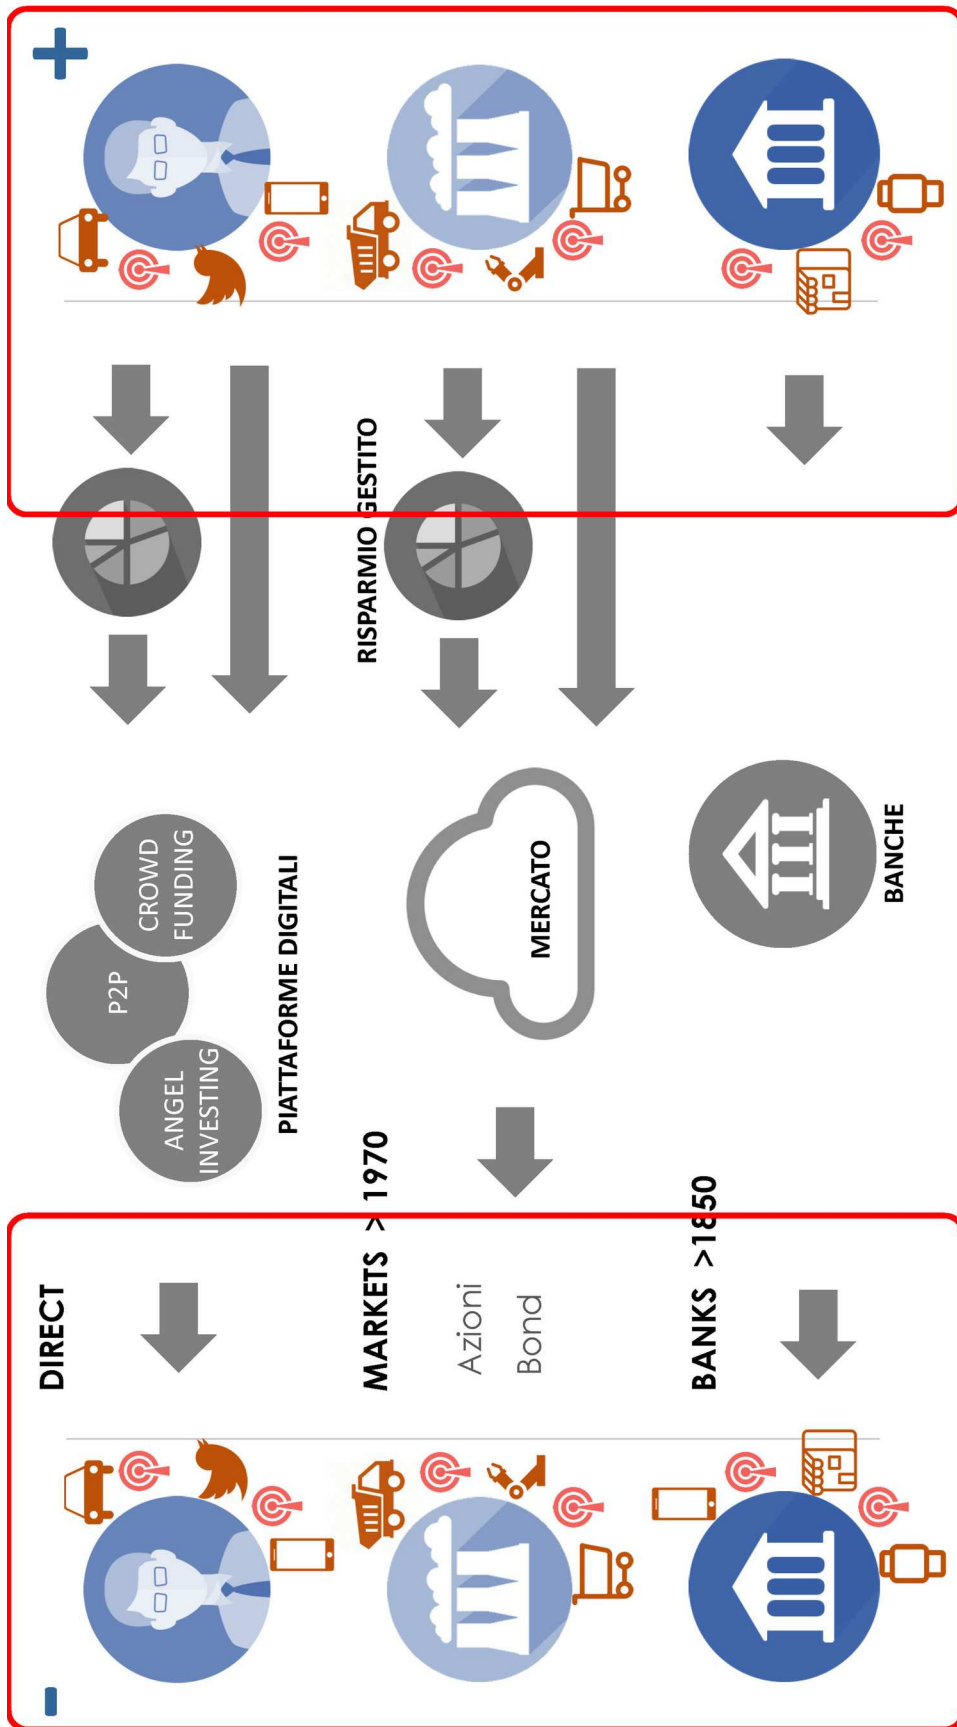 DIRECT
ANGEL
INVESTING
P2P
CROWD
FUNDING
PIATTAFORME DIGITALI
MARKETS > 1970
RISPARMIO GESTITO
Azioni
Bond
MERCATO
BANKS >1850
BANCHE